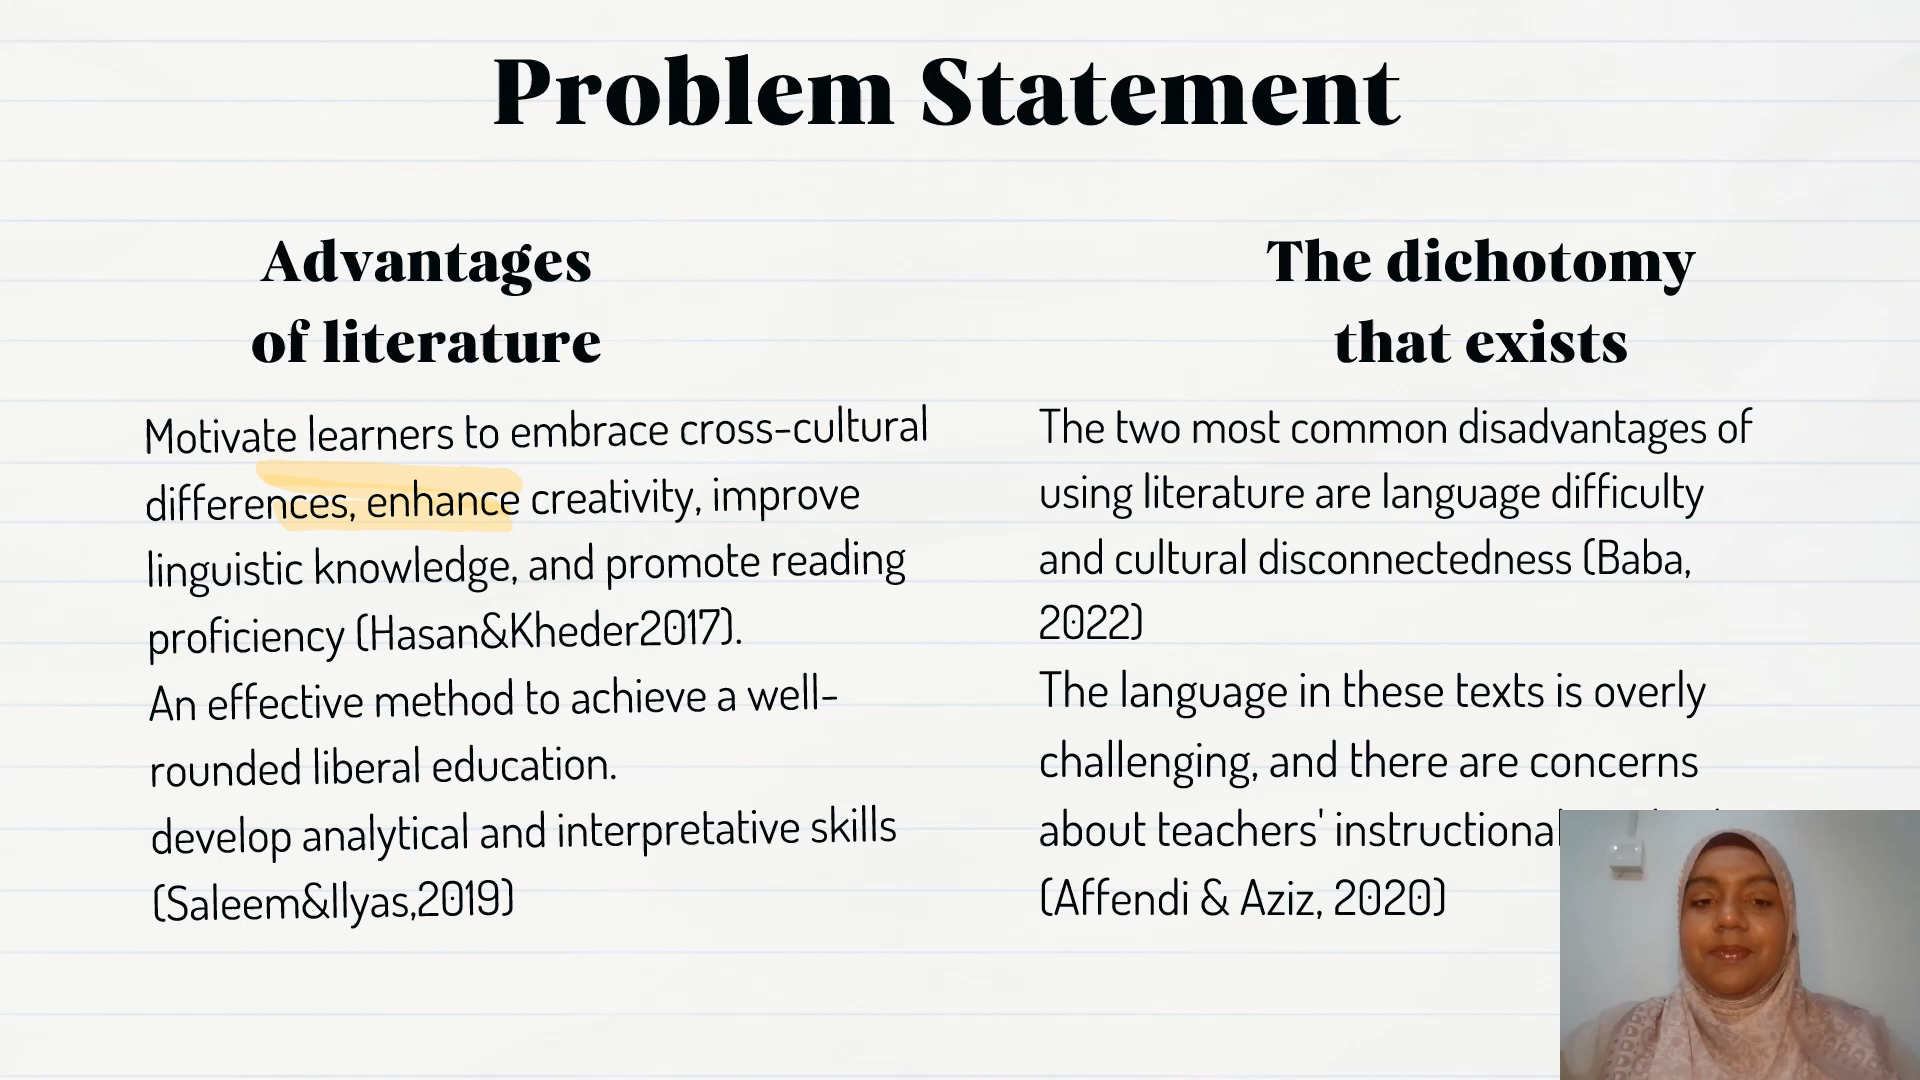 Problem Statement
Advantages
of literature
Motivate learners to embrace cross-cultural
differences, enhance creativity, improve
linguistic knowledge, and promote reading
proficiency (Hasan&Kheder2017).
An effective method to achieve a well-
rounded liberal education.
develop analytical and interpretative skills
(Saleem&Ilyas,2019)
The dichotomy
that exists
The two most common disadvantages of
using literature are language difficulty
and cultural disconnectedness (Baba,
2022)
The language in these texts is overly
challenging, and there are concerns
about teachers' instructional
(Affendi & Aziz, 2020)